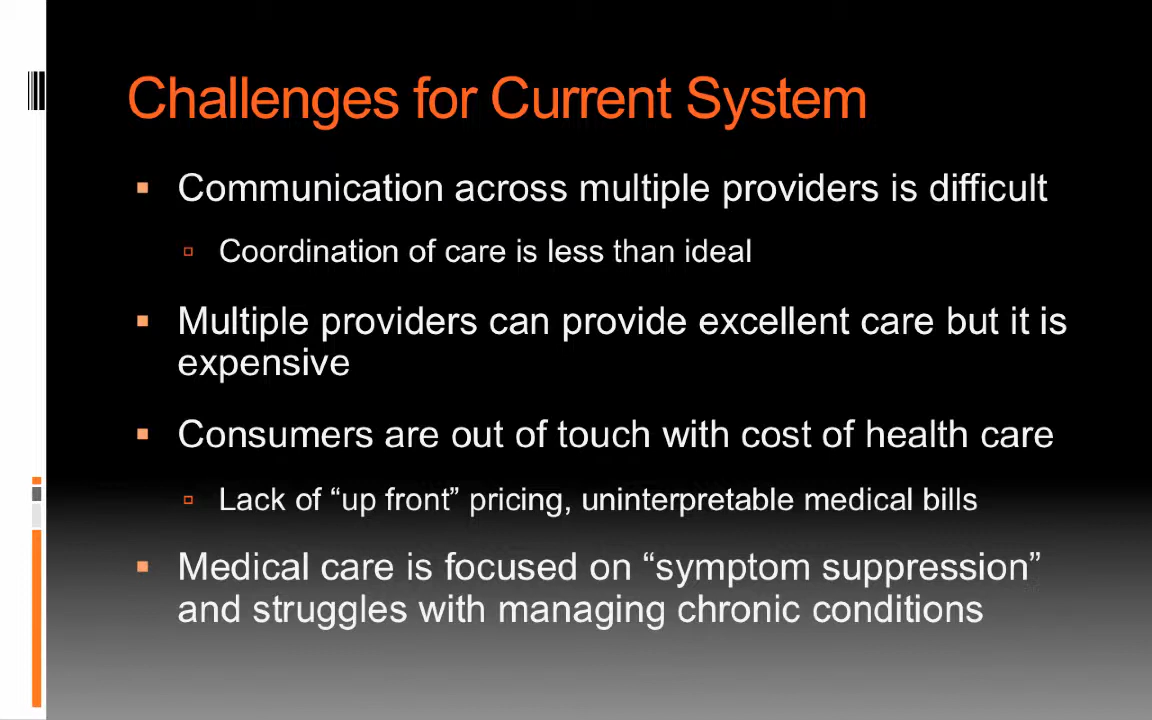 Challenges for Current System
Communication across multiple providers is difficult
Coordination of care is less than ideal
Multiple providers can provide excellent care but it is
expensive
Consumers are out of touch with cost of health care
Lack of “up front” pricing, uninterpretable medical bills
Medical care is focused on “symptom suppression”
and struggles with managing chronic conditions